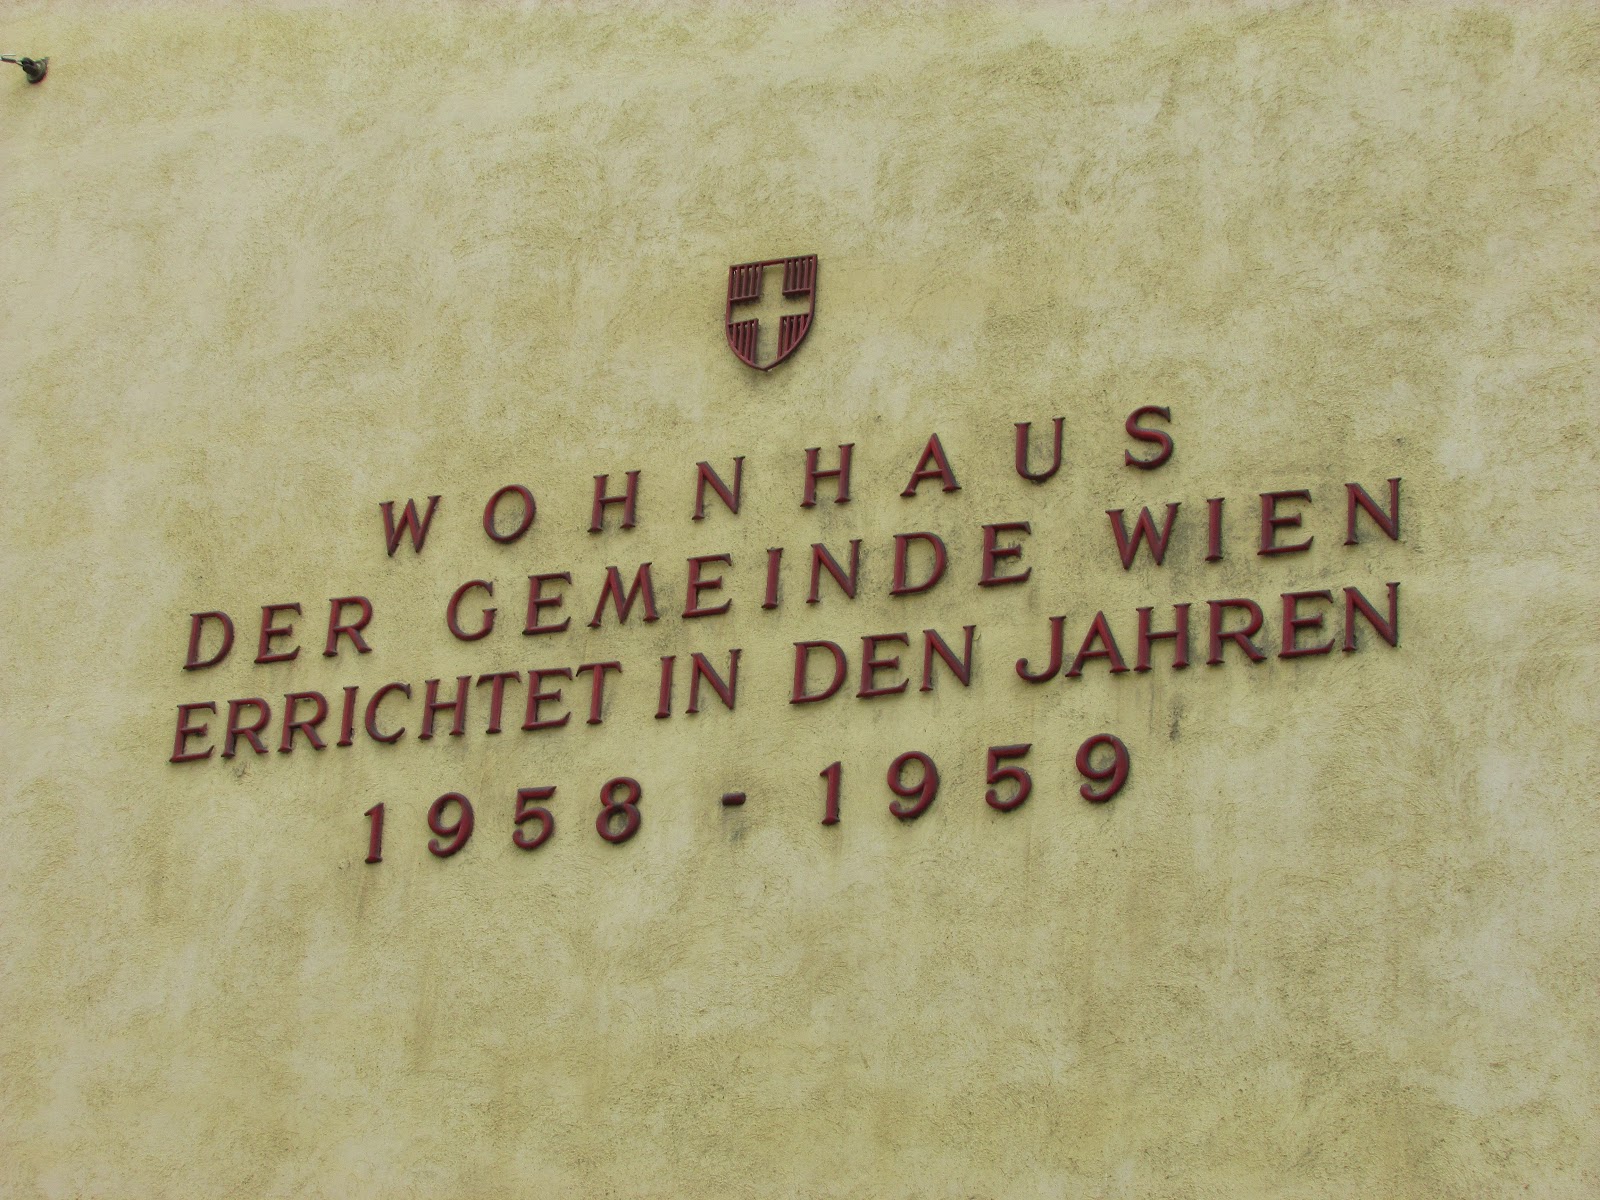 WOHNHAUS
DER GEMEINDE WIEN
ERRICHTET IN DEN JAHREN
1958 - 1959